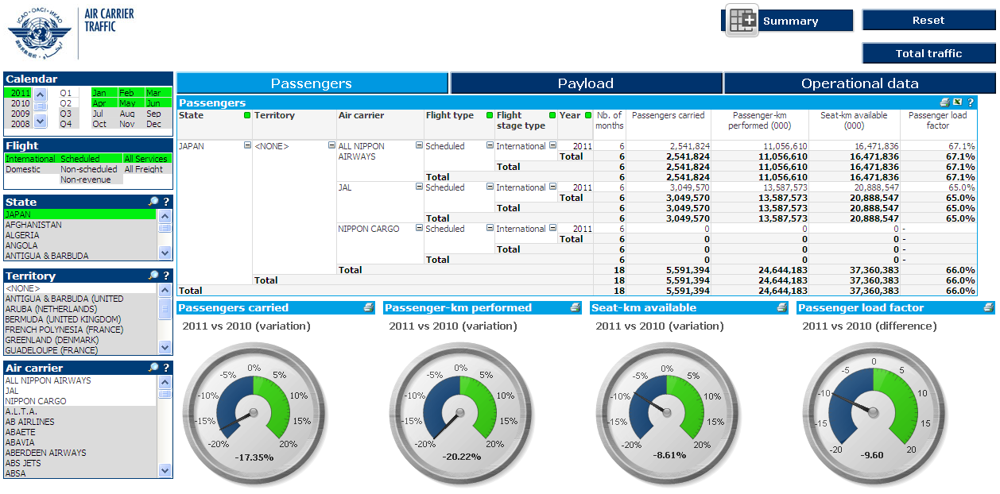 ICAO · OACI · ИКАО
AIR CARRIER
TRAFFIC
Summary
Reset
Total traffic
Calendar
2011 Q1 Jan Feb Mar
2010 Q2 Apr May Jun
2009 Q3 Jul Aug Sep
2008 Q4 Oct Nov Dec
Flight
International Scheduled All Services
Domestic Non-scheduled All Freight
Non-revenue
State ?
JAPAN
AFGHANISTAN
ALGERIA
ANGOLA
ANTIGUA & BARBUDA
Territory ?
<NONE>
ANTIGUA & BARBUDA (UNITED
ARUBA (NETHERLANDS)
BERMUDA (UNITED KINGDOM)
FRENCH POLYNESIA (FRANCE)
GREENLAND (DENMARK)
GUADELOUPE (FRANCE)
Air carrier ?
ALL NIPPON AIRWAYS
JAL
NIPPON CARGO
A.L.T.A.
AB AIRLINES
ABAETE
ABAVIA
ABERDEEN AIRWAYS
ABS JETS
ABSA
Passengers Payload Operational data
Passengers ?
State Territory Air carrier Flight type Flight Year Nb. of Passengers carried Passenger-km Seat-km available Passenger load
stage type months performed (000) (000) factor
JAPAN <NONE> ALL NIPPON Scheduled International 2011 6 2,541,824 11,056,610 16,471,836 67.1%
AIRWAYS Total 6 2,541,824 11,056,610 16,471,836 67.1%
Total 6 2,541,824 11,056,610 16,471,836 67.1%
Total 6 2,541,824 11,056,610 16,471,836 67.1%
JAL Scheduled International 2011 6 3,049,570 13,587,573 20,888,547 65.0%
Total 6 3,049,570 13,587,573 20,888,547 65.0%
Total 6 3,049,570 13,587,573 20,888,547 65.0%
Total 6 3,049,570 13,587,573 20,888,547 65.0%
NIPPON CARGO Scheduled International 2011 6 0 0 0 -
Total 6 0 0 0 -
Total 6 0 0 0 -
Total 6 0 0 0 -
Total 18 5,591,394 24,644,183 37,360,383 66.0%
Total 18 5,591,394 24,644,183 37,360,383 66.0%
Total 18 5,591,394 24,644,183 37,360,383 66.0%
Passengers carried
2011 vs 2010 (variation)
0%
-5% 5%
-10% 10%
-15% 15%
-20% 20%
-17.35%
Passenger-km performed
2011 vs 2010 (variation)
0%
-5% 5%
-10% 10%
-15% 15%
-20% 20%
-20.22%
Seat-km available
2011 vs 2010 (variation)
0%
-5% 5%
-10% 10%
-15% 15%
-20% 20%
-8.61%
Passenger load factor
2011 vs 2010 (difference)
0
-5 5
-10 10
-15 15
-20 20
-9.60